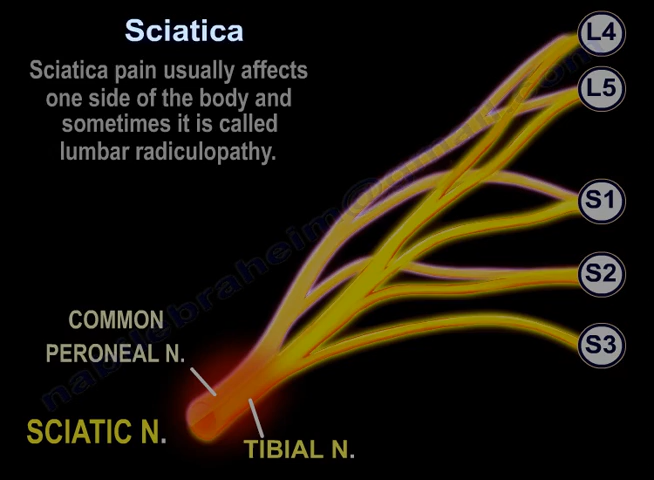 Sciatica
Sciatica pain usually affects
one side of the body and
sometimes it is called
lumbar radiculopathy.
L4
L5
S1
S2
S3
COMMON
PERONEAL N.
SCIATIC N.
TIBIAL N.